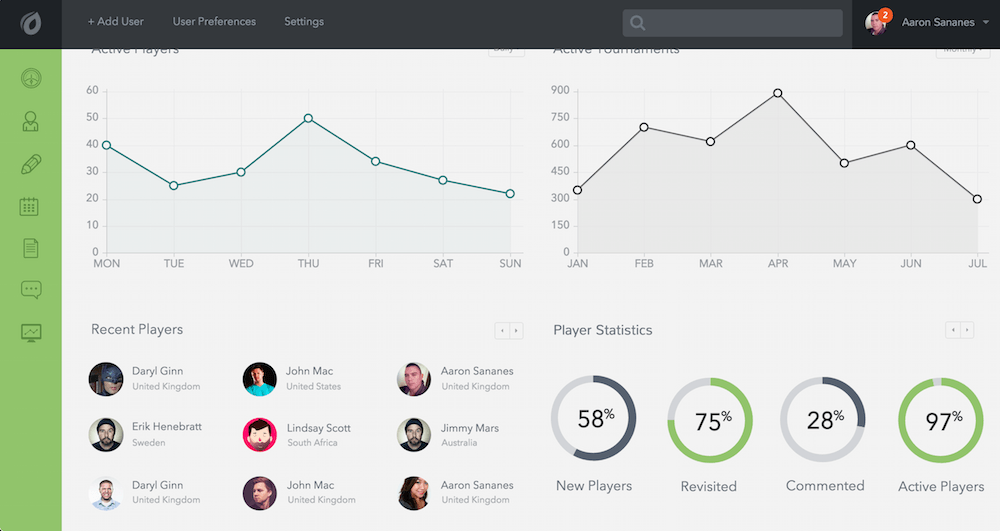 + Add User
User Preferences
Settings
2
Aaron Sananes
Active Players
Daily
Active Tournaments
Monthly
60
50
40
30
20
10
0
MON TUE WED THU FRI SAT SUN
900
750
600
450
300
150
0
JAN FEB MAR APR MAY JUN JUL
Recent Players
Daryl Ginn
United Kingdom
John Mac
United States
Aaron Sananes
United Kingdom
Erik Henebratt
Sweden
Lindsay Scott
South Africa
Jimmy Mars
Australia
Daryl Ginn
United Kingdom
John Mac
United Kingdom
Aaron Sananes
United Kingdom
Player Statistics
58%
New Players
75%
Revisited
28%
Commented
97%
Active Players